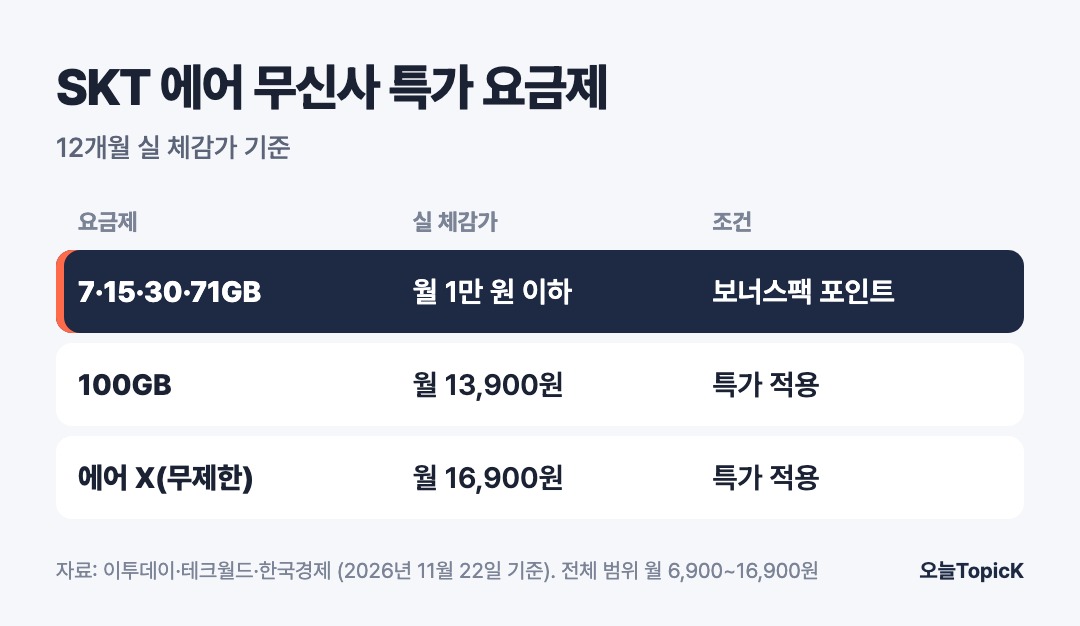 SKT 에어 무신사 특가 요금제
12개월 실 체감가 기준
요금제 실 체감가 조건
7·15·30·71GB 월 1만 원 이하 보너스팩 포인트
100GB 월 13,900원 특가 적용
에어 X(무제한) 월 16,900원 특가 적용
자료: 이투데이·테크월드·한국경제 (2026년 11월 22일 기준). 전체 범위 월 6,900~16,900원 오늘TopicK